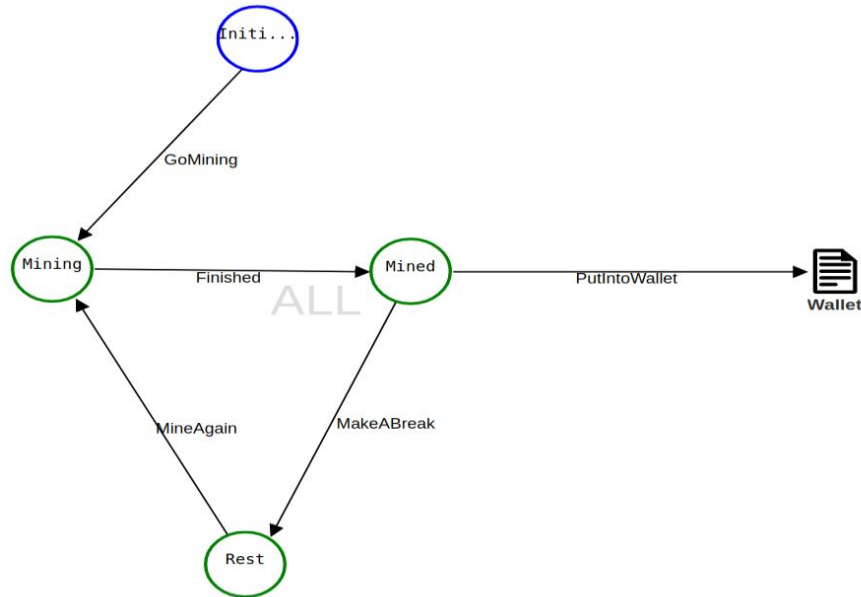 Initi...
GoMining
Mining
Finished
Mined
PutIntoWallet
ALL
Wallet
MineAgain
MakeABreak
Rest